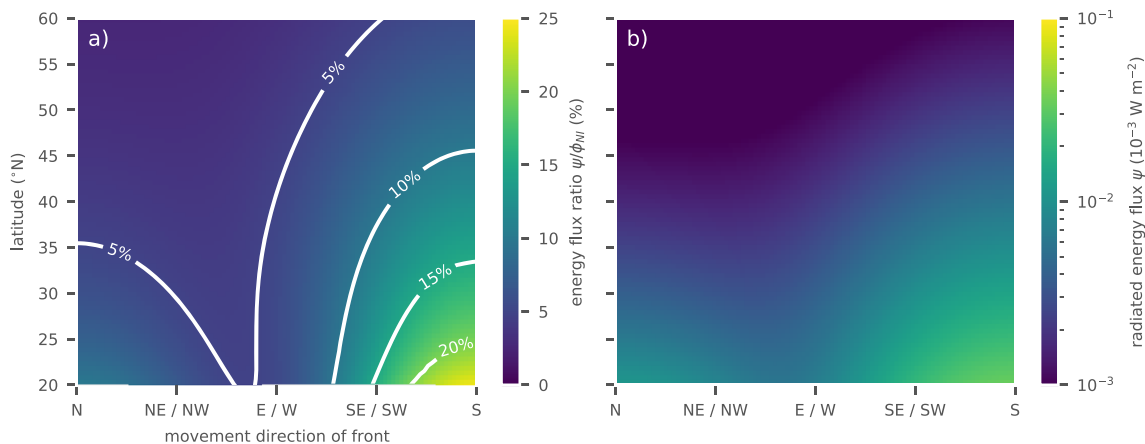 a)
60
55
50
45
40
35
30
25
20
latitude (°N)
5%
5%
10%
15%
20%
N
NE / NW
E / W
SE / SW
S
movement direction of front
25
20
15
10
5
0
energy flux ratio ψ/ϕNI (%)
b)
N
NE / NW
E / W
SE / SW
S
10⁻¹
10⁻²
10⁻³
radiated energy flux ψ (10⁻³ W m⁻²)